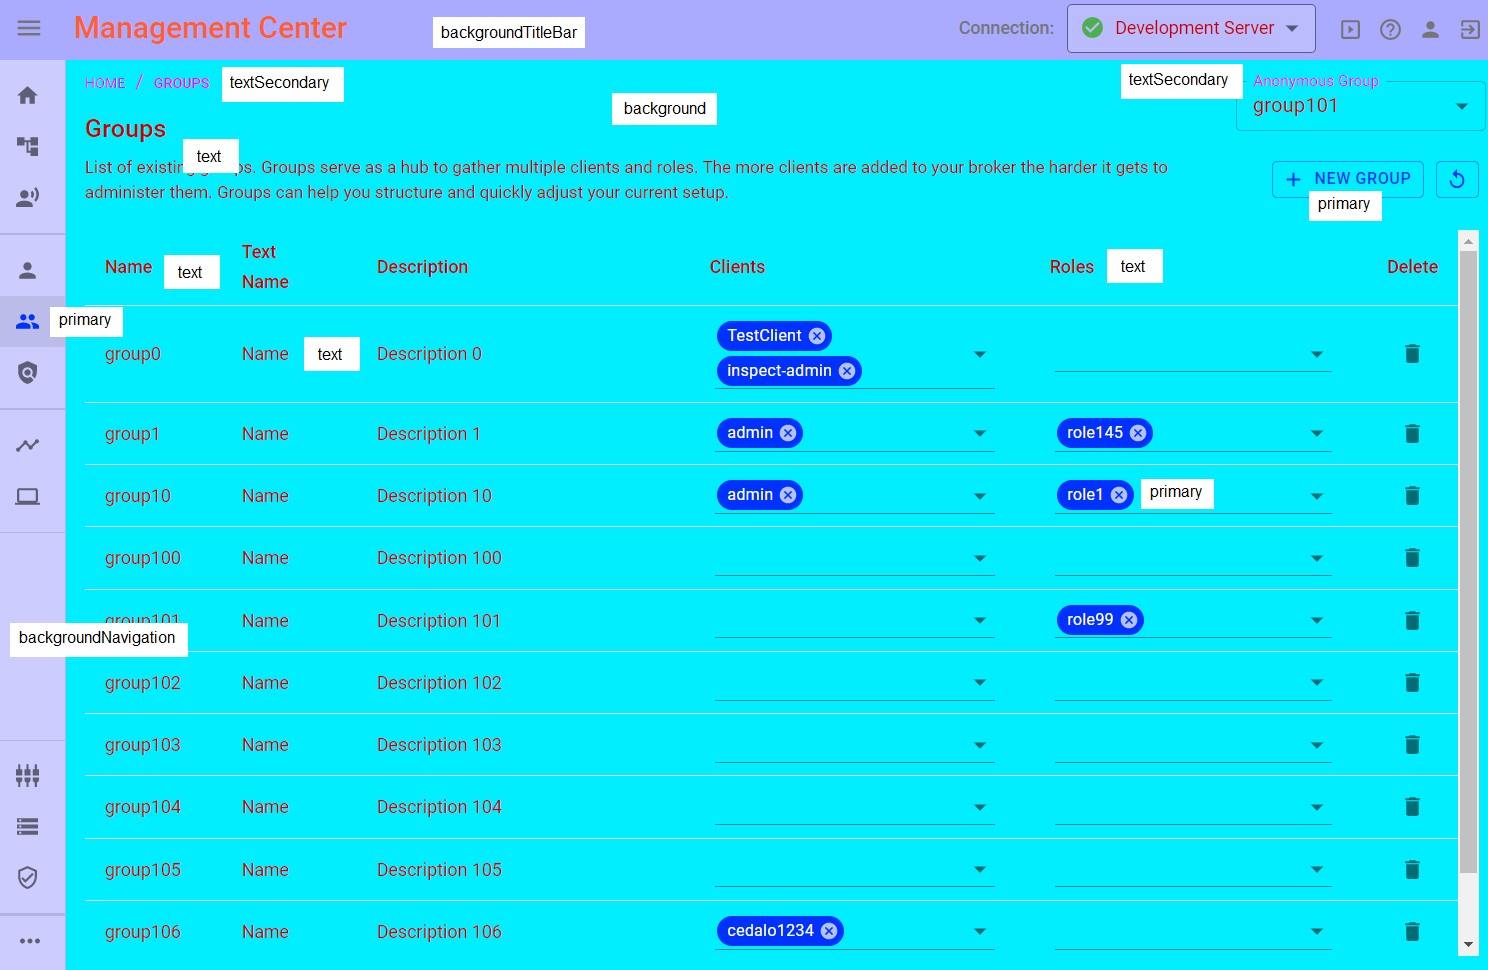 Management Center
backgroundTitleBar
Connection:
Development Server
HOME / GROUPS
textSecondary
background
textSecondary
Anonymous Group
group101
Groups
text
List of existing groups. Groups serve as a hub to gather multiple clients and roles. The more clients are added to your broker the harder it gets to
administer them. Groups can help you structure and quickly adjust your current setup.
NEW GROUP
primary
Name
text
Text
Name
Description
Clients
Roles
text
Delete
primary
group0
Name
text
Description 0
TestClient
inspect-admin
group1
Name
Description 1
admin
role145
group10
Name
Description 10
admin
role1
primary
group100
Name
Description 100
group101
Name
Description 101
role99
backgroundNavigation
group102
Name
Description 102
group103
Name
Description 103
group104
Name
Description 104
group105
Name
Description 105
group106
Name
Description 106
cedalo1234